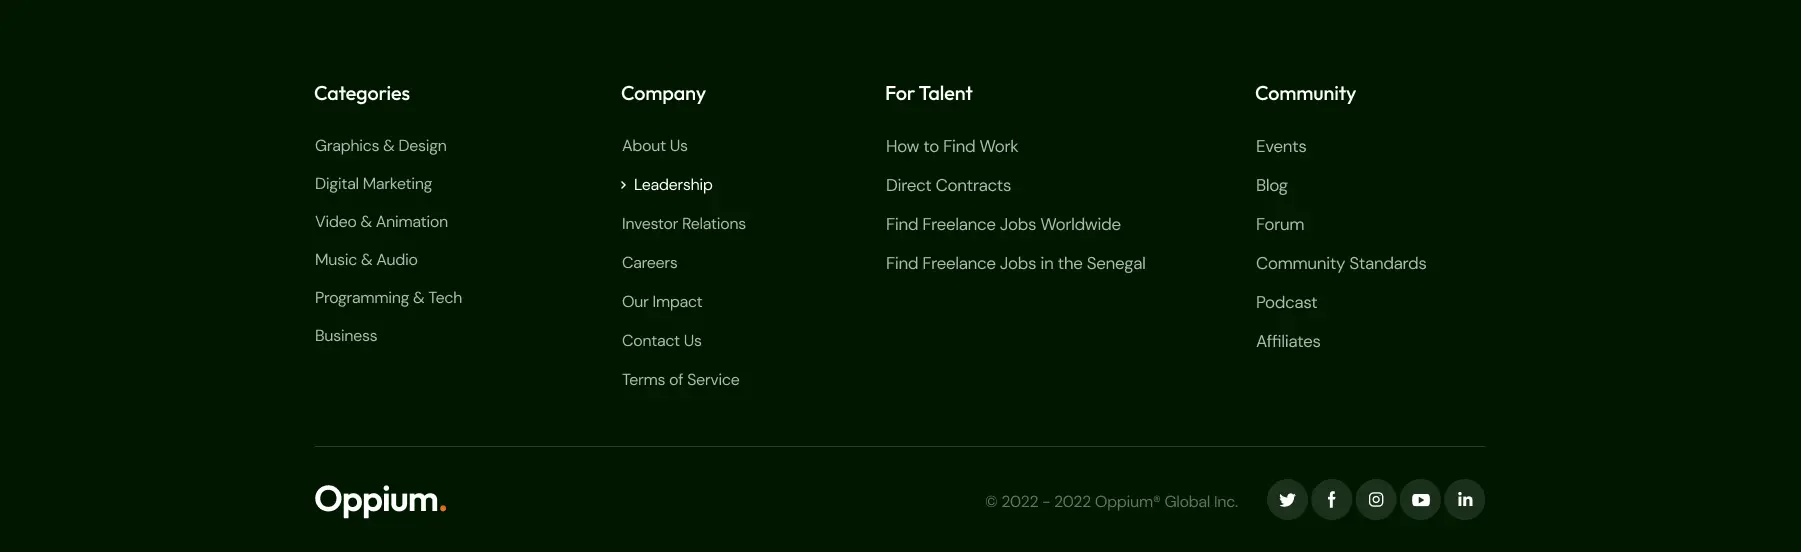 Categories
Graphics & Design
Digital Marketing
Video & Animation
Music & Audio
Programming & Tech
Business
Company
About Us
› Leadership
Investor Relations
Careers
Our Impact
Contact Us
Terms of Service
For Talent
How to Find Work
Direct Contracts
Find Freelance Jobs Worldwide
Find Freelance Jobs in the Senegal
Community
Events
Blog
Forum
Community Standards
Podcast
Affiliates
Oppium.
© 2022 - 2022 Oppium® Global Inc.